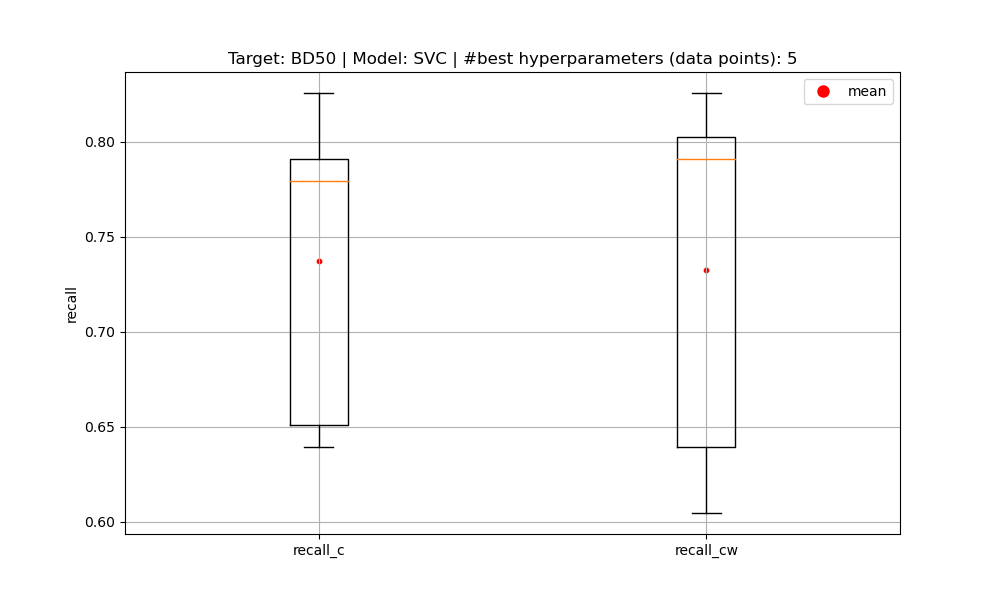 Target: BD50 | Model: SVC | #best hyperparameters (data points): 5
mean
0.80
0.75
0.70
0.65
0.60
recall
recall_c
recall_cw